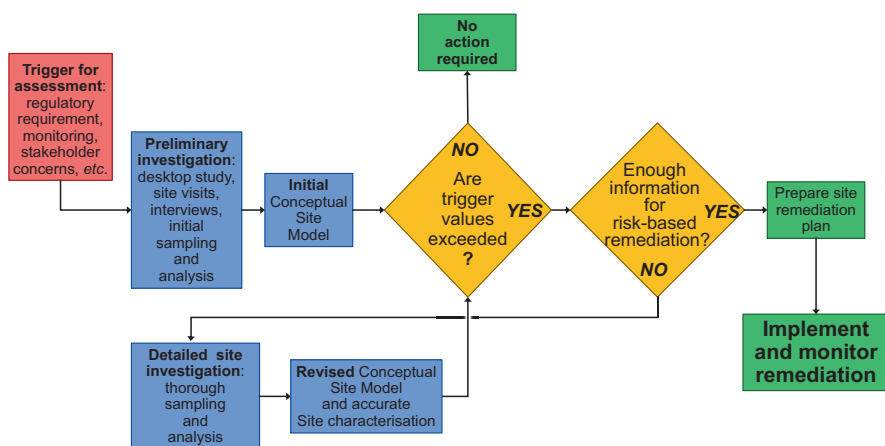 Trigger for
assessment:
regulatory
requirement,
monitoring,
stakeholder
concerns, etc.
Preliminary
investigation:
desktop study,
site visits,
interviews,
initial
sampling
and
analysis
Initial
Conceptual
Site
Model
No
action
required
NO
Are
trigger
values
exceeded
?
YES
Enough
information
for
risk-based
remediation?
YES
NO
Prepare site
remediation
plan
Implement
and monitor
remediation
Detailed site
investigation:
thorough
sampling
and
analysis
Revised Conceptual
Site Model
and accurate
Site characterisation